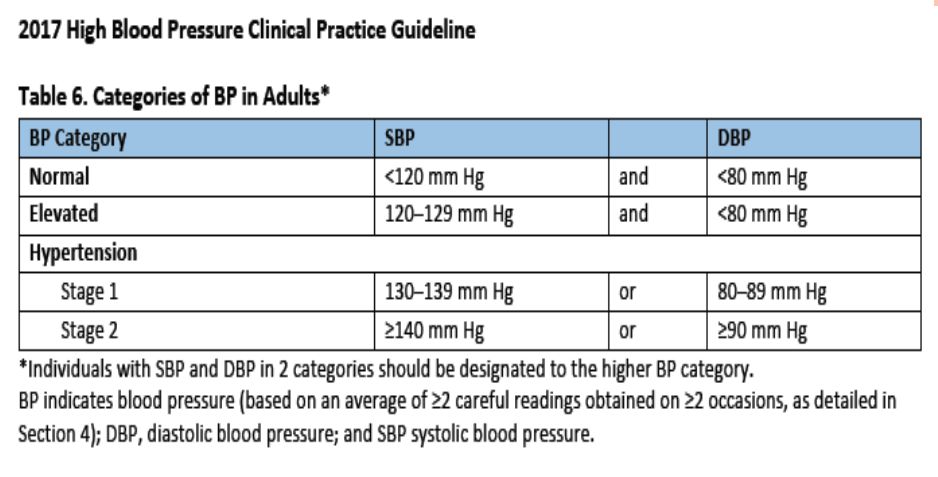 2017 High Blood Pressure Clinical Practice Guideline
Table 6. Categories of BP in Adults*
BP Category SBP DBP
Normal <120 mm Hg and <80 mm Hg
Elevated 120–129 mm Hg and <80 mm Hg
Hypertension
Stage 1 130–139 mm Hg or 80–89 mm Hg
Stage 2 ≥140 mm Hg or ≥90 mm Hg
*Individuals with SBP and DBP in 2 categories should be designated to the higher BP category.
BP indicates blood pressure (based on an average of ≥2 careful readings obtained on ≥2 occasions, as detailed in
Section 4); DBP, diastolic blood pressure; and SBP systolic blood pressure.